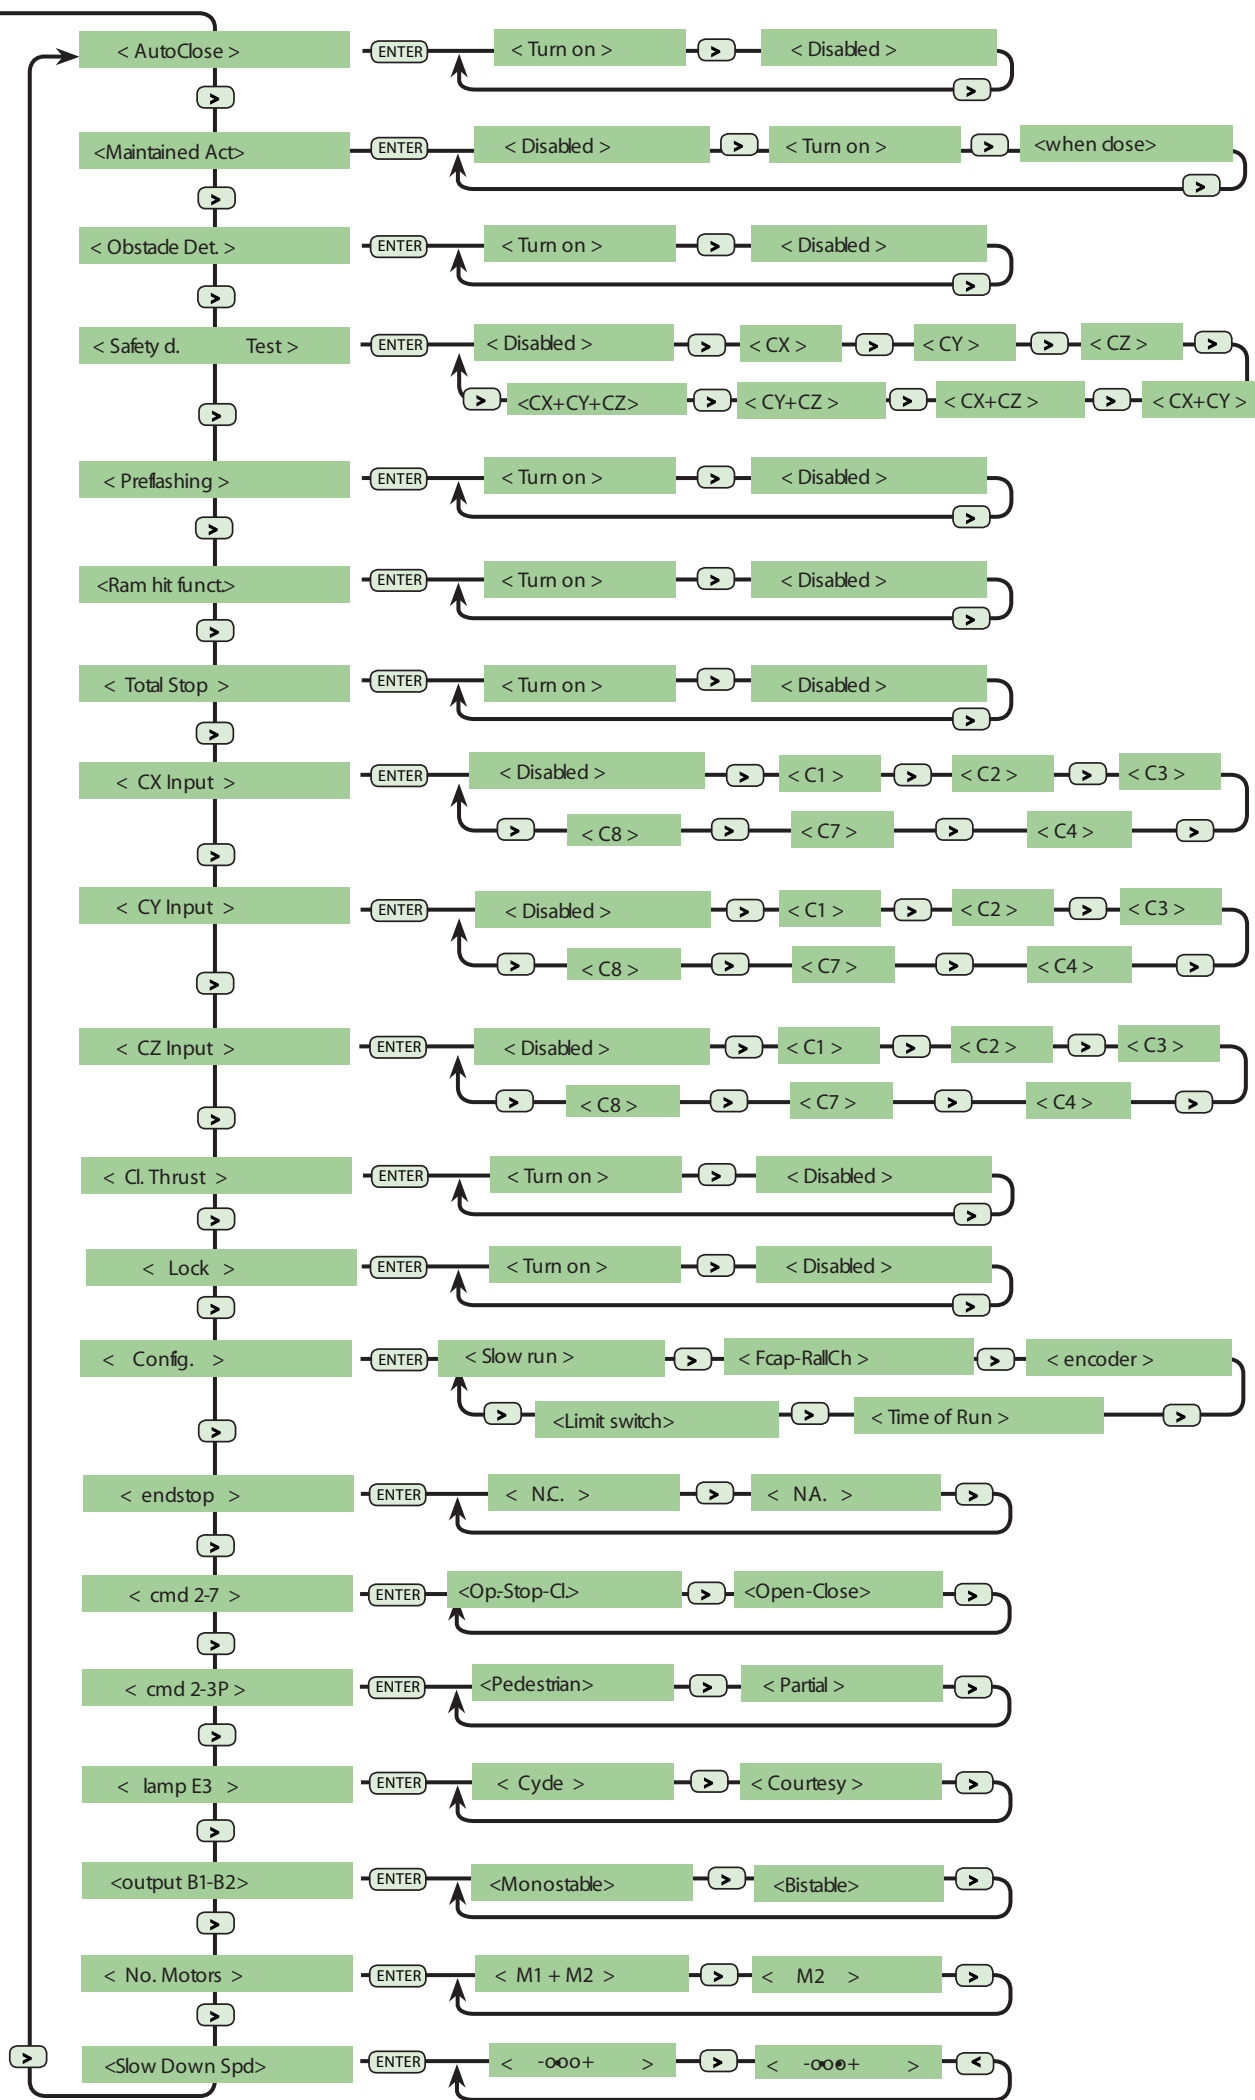 < AutoClose > ENTER < Turn on > > < Disabled >
> >
<Maintained Act> ENTER < Disabled > > < Turn on > > <when close>
> >
< Obstacle Det. > ENTER < Turn on > > < Disabled >
> >
< Safety d. Test > ENTER < Disabled > > < CX > > < CY > > < CZ > >
> <CX+CY+CZ> > < CY+CZ > > < CX+CZ > > < CX+CY >
>
< Preflashing > ENTER < Turn on > > < Disabled >
> >
<Ram hit funct.> ENTER < Turn on > > < Disabled >
> >
< Total Stop > ENTER < Turn on > > < Disabled >
> >
< CX Input > ENTER < Disabled > > < C1 > > < C2 > > < C3 >
> < C8 > > < C7 > > < C4 > >
>
< CY Input > ENTER < Disabled > > < C1 > > < C2 > > < C3 >
> < C8 > > < C7 > > < C4 > >
>
< CZ Input > ENTER < Disabled > > < C1 > > < C2 > > < C3 >
> < C8 > > < C7 > > < C4 > >
>
< Cl. Thrust > ENTER < Turn on > > < Disabled >
> >
< Lock > ENTER < Turn on > > < Disabled >
> >
< Config. > ENTER < Slow run > > < Fcap-RallCh > > < encoder >
> <Limit switch> > < Time of Run > >
>
< endstop > ENTER < N.C. > > < N.A. > >
>
< cmd 2-7 > ENTER <Op.-Stop-Cl.> > <Open-Close> >
>
< cmd 2-3P > ENTER <Pedestrian> > < Partial > >
>
< lamp E3 > ENTER < Cycle > > < Courtesy > >
>
<output B1-B2> ENTER <Monostable> > <Bistable> >
>
< No. Motors > ENTER < M1 + M2 > > < M2 > >
>
> <Slow Down Spd> ENTER < -o●oo+ > > < -oo●o+ > <